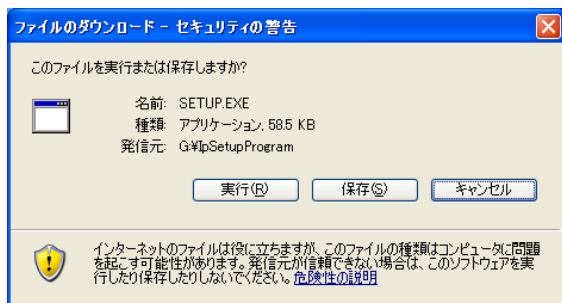 ファイルのダウンロード - セキュリティの警告
このファイルを実行または保存しますか?
名前: SETUP.EXE
種類: アプリケーション, 58.5 KB
発信元: G:¥IpSetupProgram
実行(R) 保存(S) キャンセル
インターネットのファイルは役に立ちますが、このファイルの種類はコンピュータに問題
を起こす可能性があります。発信元が信頼できない場合は、このソフトウェアを実
行したり保存したりしないでください。危険性の説明